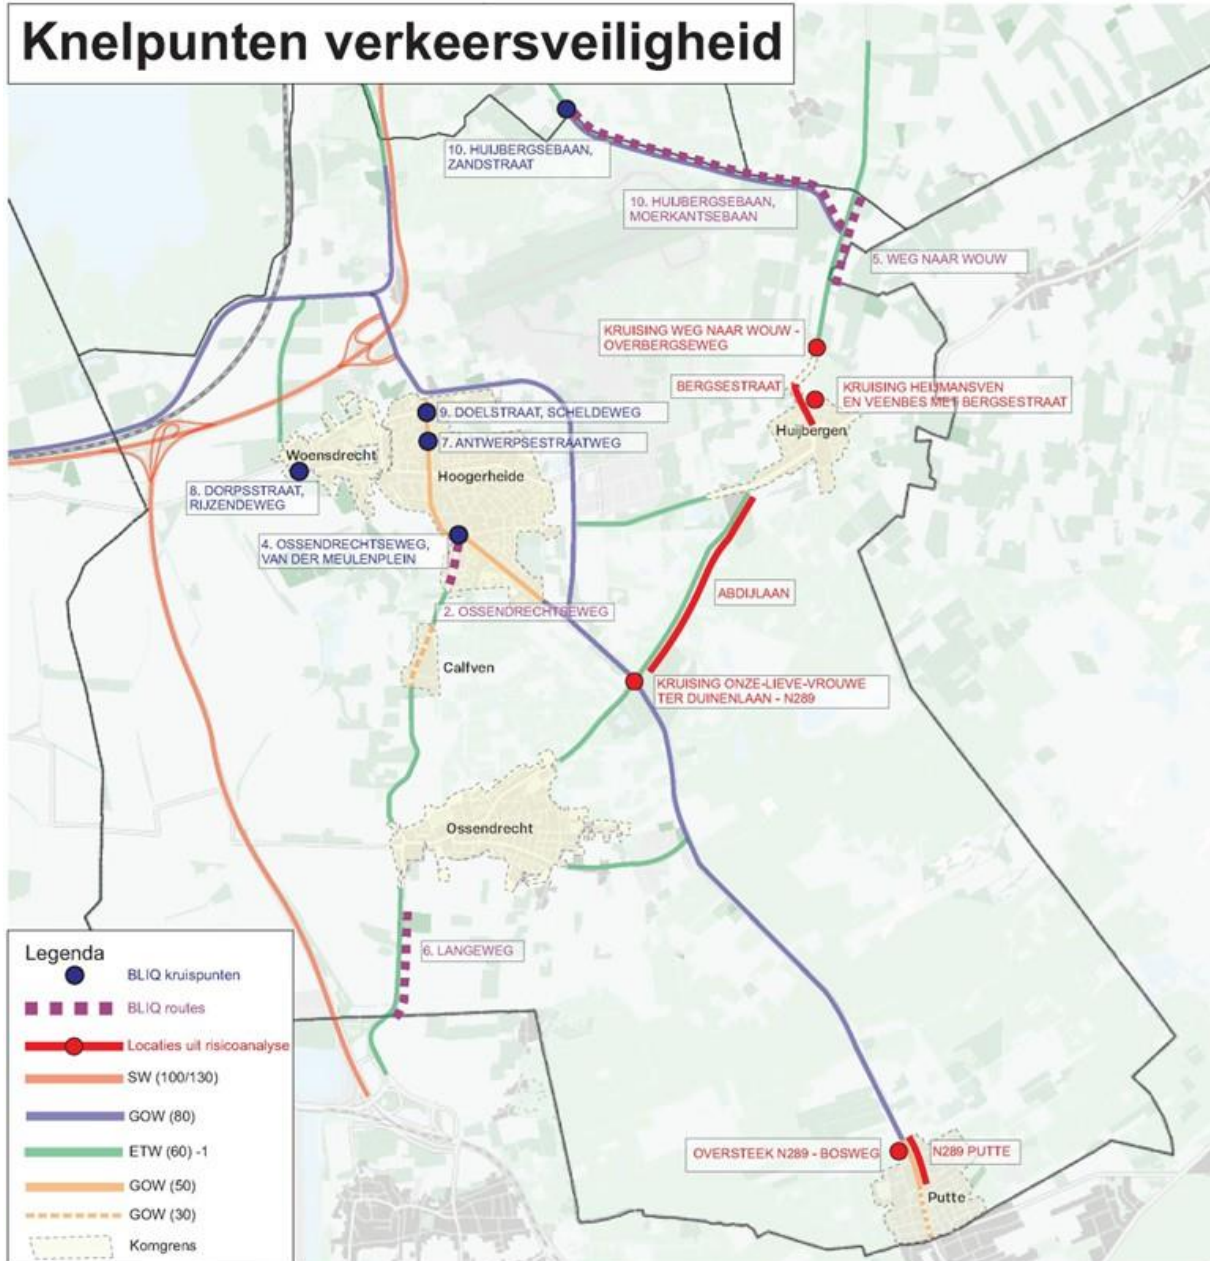 Knelpunten verkeersveiligheid
10. HUIJBERGSEBAAN,
ZANDSTRAAT
10. HUIJBERGSEBAAN,
MOERKANTSEBAAN
5. WEG NAAR WOUW
KRUISING WEG NAAR WOUW -
OVERBERGSEWEG
BERGSESTRAAT
KRUISING HEIJMANSVEN
EN VEENBES MET BERGSESTRAAT
Huijbergen
9. DOELSTRAAT, SCHELDEWEG
7. ANTWERPSESTRAATWEG
Woensdrecht
Hoogerheide
8. DORPSSTRAAT,
RIJZENDEWEG
4. OSSENDRECHTSEWEG,
VAN DER MEULENPLEIN
2. OSSENDRECHTSEWEG
ABDIJLAAN
Calfven
KRUISING ONZE-LIEVE-VROUWE
TER DUINENLAAN - N289
Ossendrecht
6. LANGEWEG
OVERSTEEK N289 - BOSWEG
N289 PUTTE
Putte
Legenda
BLIQ kruispunten
BLIQ routes
Locaties uit risicoanalyse
SW (100/130)
GOW (80)
ETW (60) -1
GOW (50)
GOW (30)
Komgrens